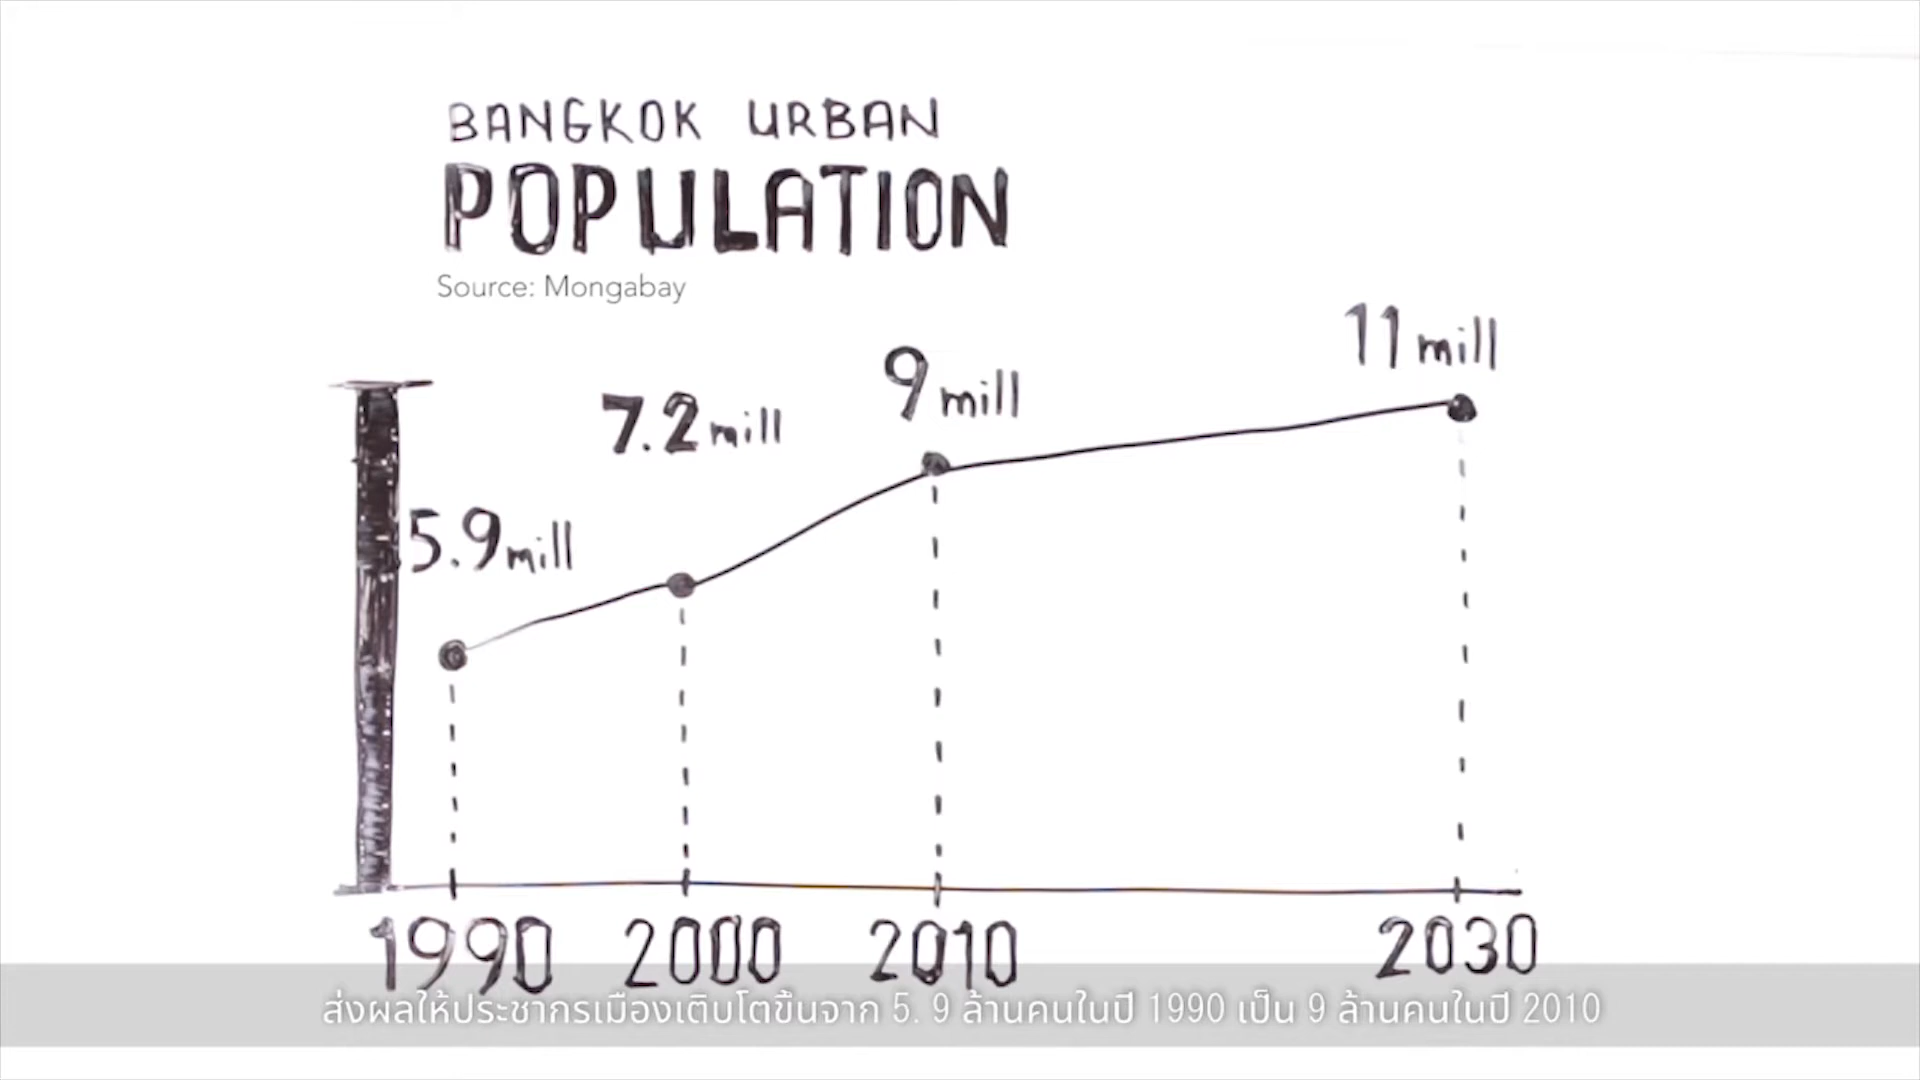 BANGKOK URBAN
POPULATION
Source: Mongabay
11 mill
9 mill
7.2 mill
5.9 mill
1990 2000 2010 2030
ส่งผลให้ประชากรเมืองเติบโตขึ้นจาก 5.9 ล้านคนในปี 1990 เป็น 9 ล้านคนในปี 2010